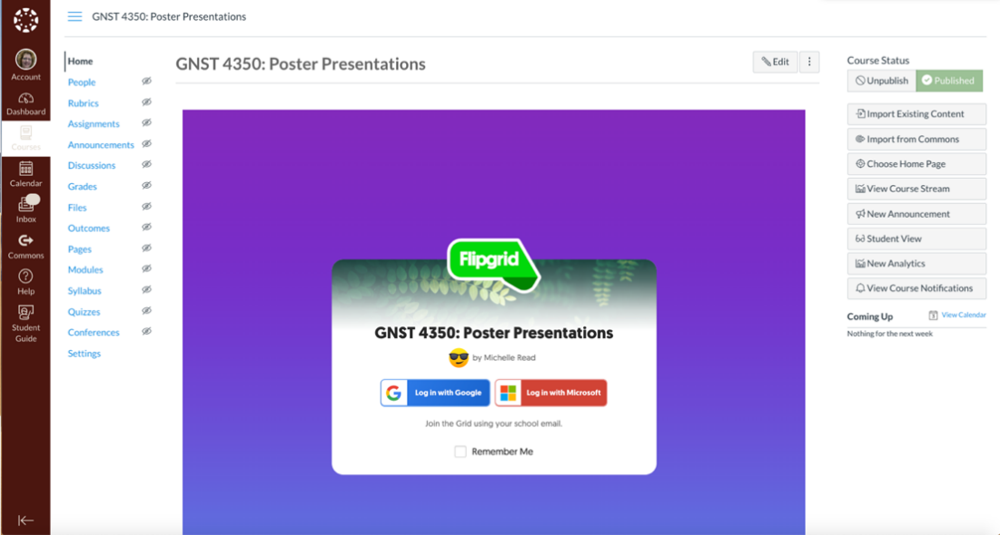 GNST 4350: Poster Presentations
Account
Dashboard
Courses
Calendar
Inbox
Commons
Help
Student
Guide
Home
People
Rubrics
Assignments
Announcements
Discussions
Grades
Files
Outcomes
Pages
Modules
Syllabus
Quizzes
Conferences
Settings
GNST 4350: Poster Presentations
Edit
Flipgrid
GNST 4350: Poster Presentations
by Michelle Read
Log in with Google
Log in with Microsoft
Join the Grid using your school email.
Remember Me
Course Status
Unpublish
Published
Import Existing Content
Import from Commons
Choose Home Page
View Course Stream
New Announcement
Student View
New Analytics
View Course Notifications
Coming Up
View Calendar
Nothing for the next week